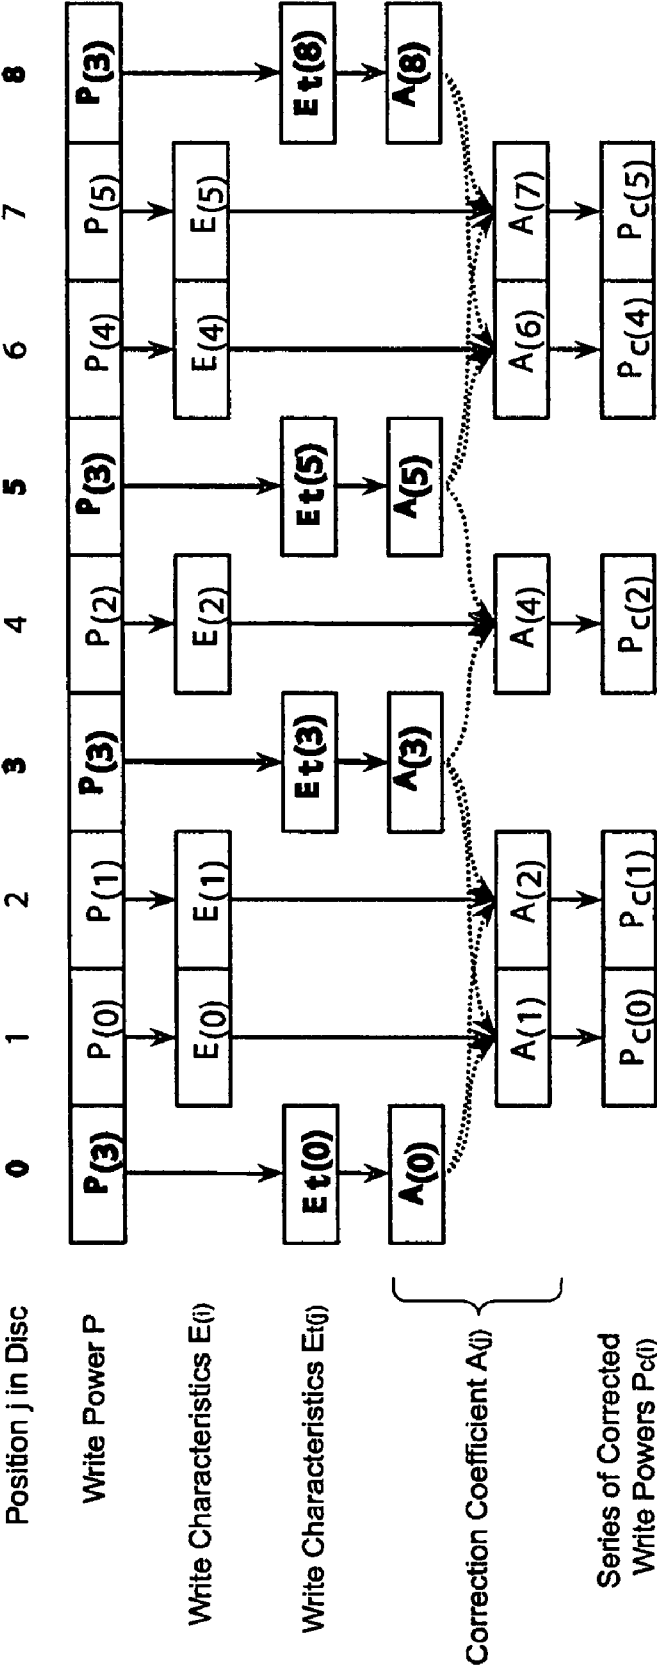 Position j in Disc 0 1 2 3 4 5 6 7 8
Write Power P P(3) P(0) P(1) P(3) P(2) P(3) P(4) P(5) P(3)
Write Characteristics E(i) E(0) E(1) E(2) E(4) E(5)
Write Characteristics Et(j) Et(0) Et(3) Et(5) Et(8)
A(0) A(3) A(5) A(8)
Correction Coefficient A(j)
A(1) A(2) A(4) A(6) A(7)
Series of Corrected
Write Powers Pc(i) Pc(0) Pc(1) Pc(2) Pc(4) Pc(5)